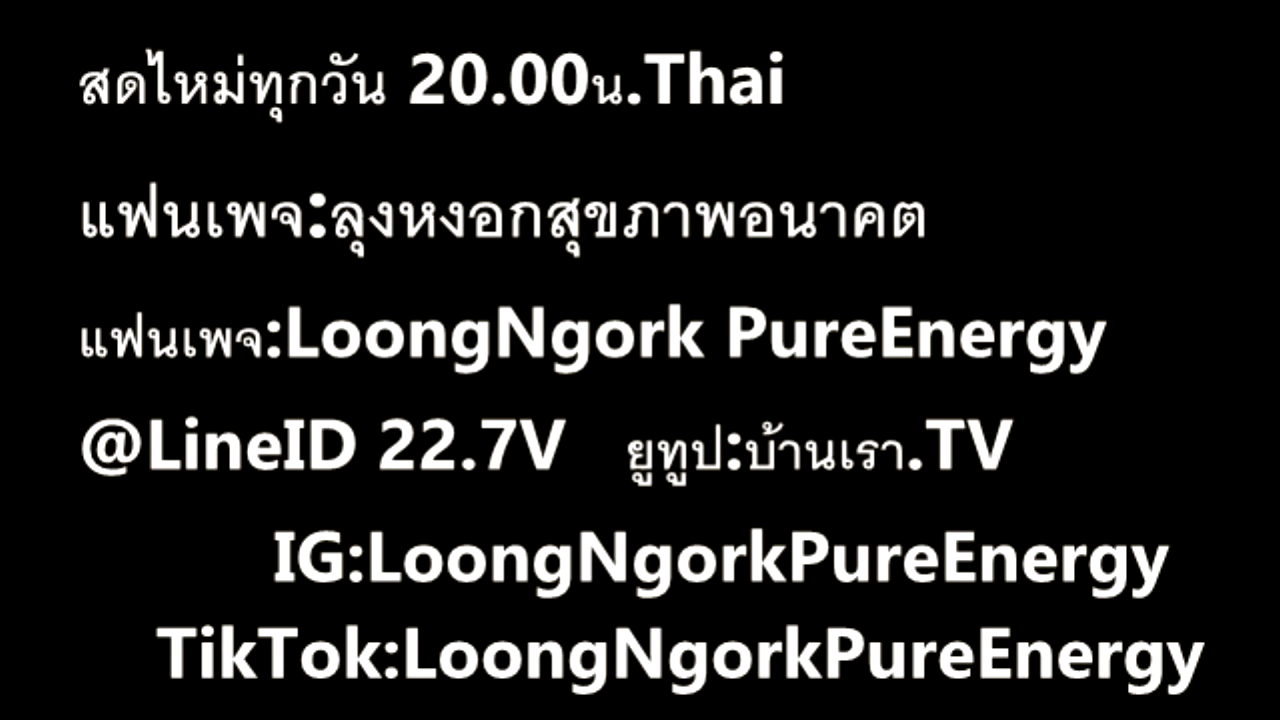 สดใหม่ทุกวัน 20.00น.Thai
แฟนเพจ:ลุงหงอกสุขภาพอนาคต
แฟนเพจ:LoongNgork PureEnergy
@LineID 22.7V ยูทูป:บ้านเรา.TV
IG:LoongNgorkPureEnergy
TikTok:LoongNgorkPureEnergy